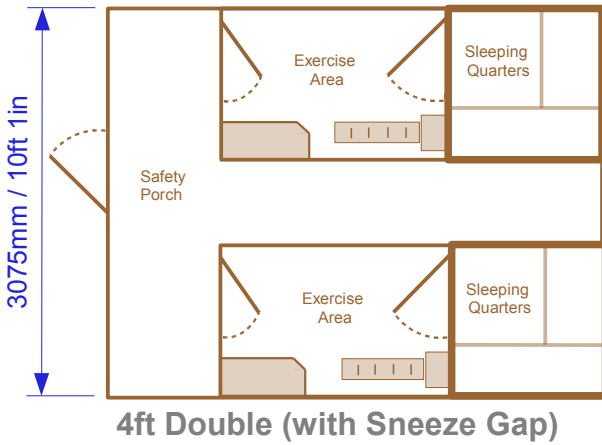 Exercise
Area
Sleeping
Quarters
3075mm / 10ft 1in
Safety
Porch
Exercise
Area
Sleeping
Quarters
4ft Double (with Sneeze Gap)